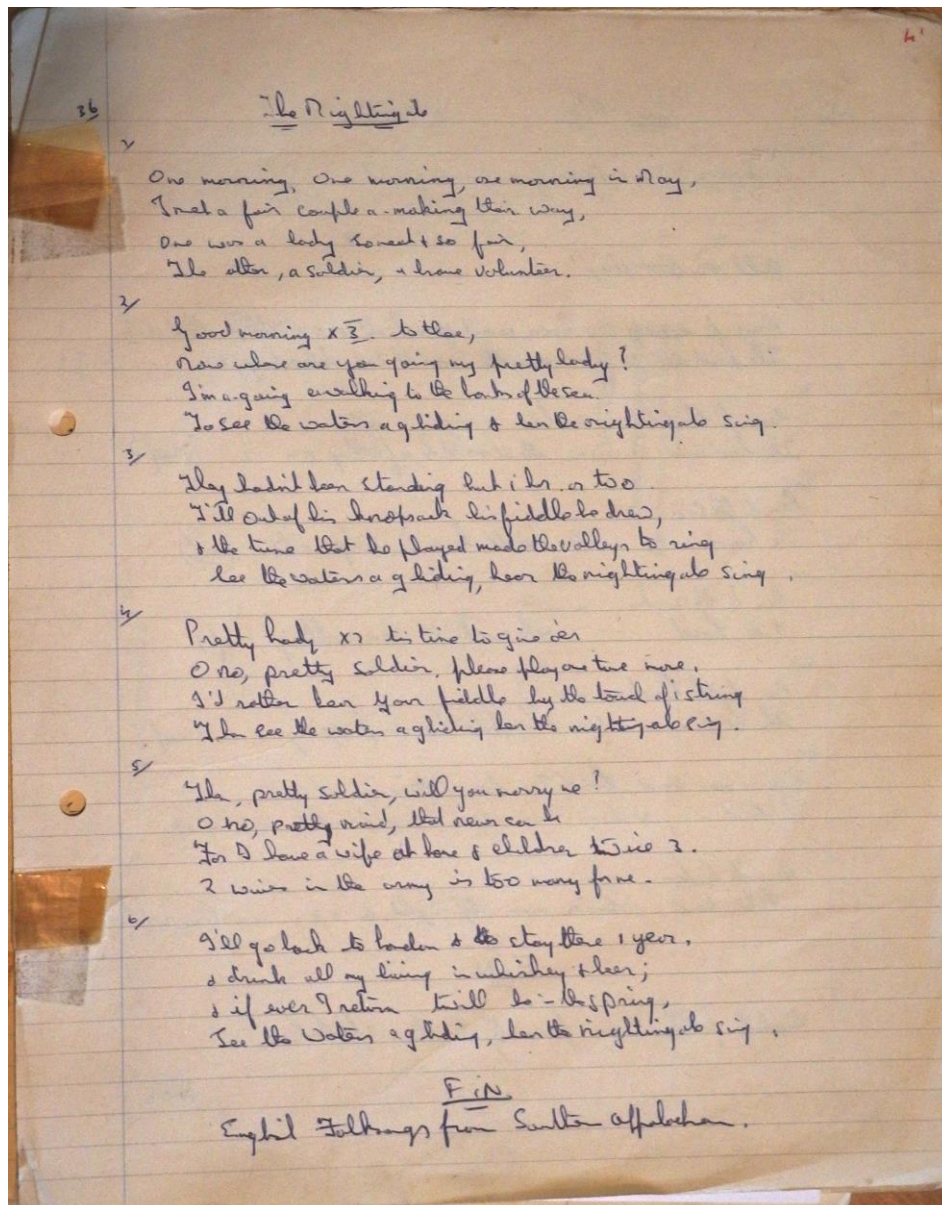 4'
36
The Nightingale
1/
One morning, One morning, one morning in May,
I met a fair couple a-making their way,
One was a lady so neat & so fair,
The other, a soldier, a brave volunteer.
2/
Good morning x 3. to thee,
Now where are you going my pretty lady?
I'm a-going awalking to the banks of the sea
To see the waters a gliding & hear the nightingale sing.
3/
They hadn't been standing but 1 hr. or two
Till out of his knapsack his fiddle he drew,
& the tune that he played made the valleys to ring
See the waters a gliding, hear the nightingale sing.
4/
Pretty lady x2 tis time to give o'er
O no, pretty soldier, please play one tune more,
I'd rather hear your fiddle by the touch of 1 string
Than see the waters agliding hear the nightingale sing.
5/
The, pretty soldier, will you marry me?
O no, pretty maid, that never can be
For I have a wife at home & children twice 3.
2 wives in the army is too many for me.
6/
I'll go back to London & stay there 1 year,
& drink all my living in whiskey & beer;
& if ever I return twill be in the spring,
See the Waters a gliding, hear the nightingale sing.
FiN
English Folksongs from Southern Appalachian.